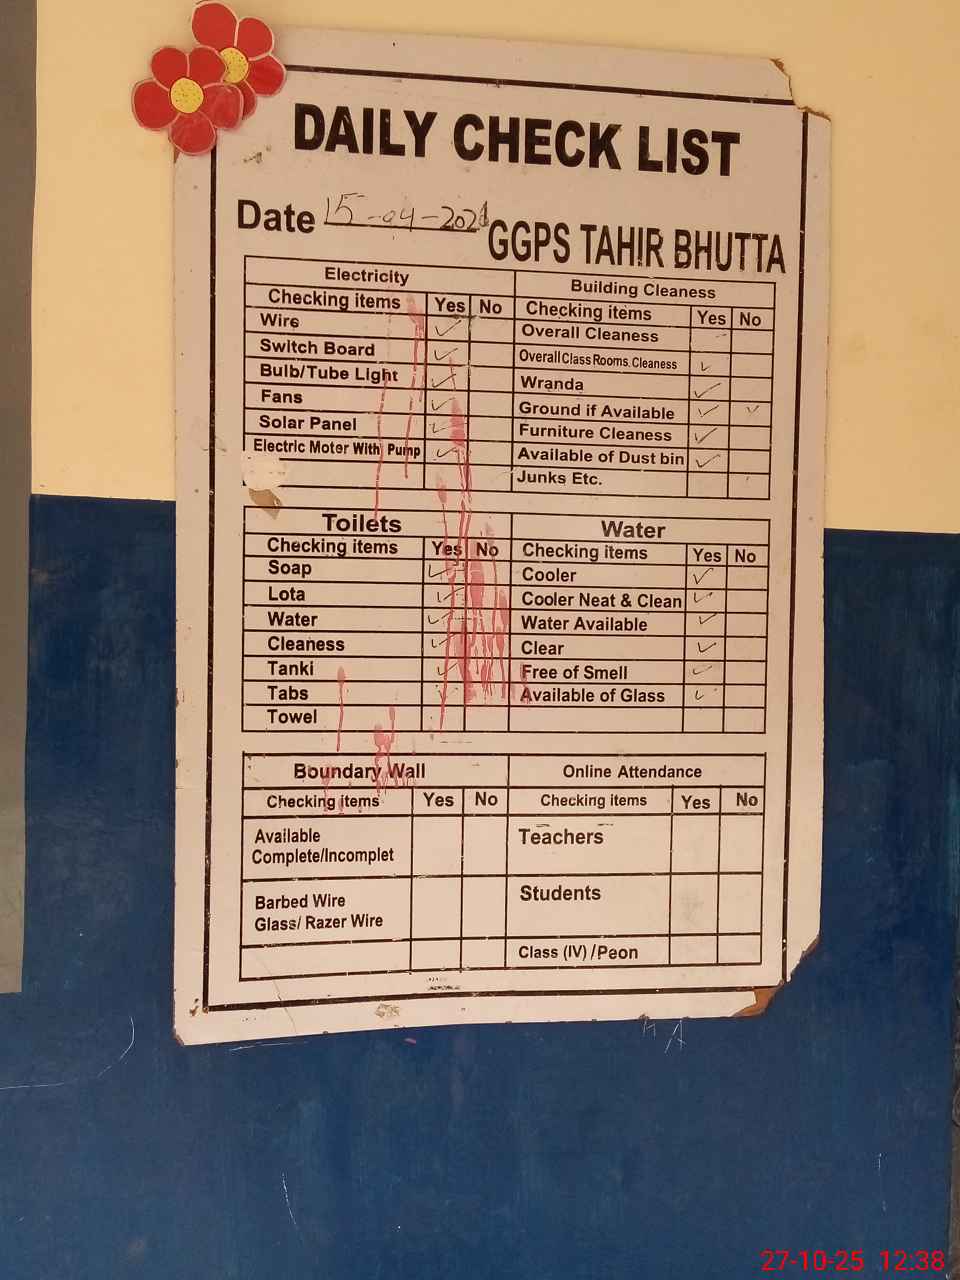 DAILY CHECK LIST
Date 15-04-2021 GGPS TAHIR BHUTTA
Electricity
Checking items Yes No
Wire ✓
Switch Board ✓
Bulb/Tube Light ✓
Fans ✓
Solar Panel ✓
Electric Moter With Pump ✓
Building Cleaness
Checking items Yes No
Overall Cleaness
Overall Class Rooms. Cleaness ✓
Wranda ✓
Ground if Available ✓ ✓
Furniture Cleaness ✓
Available of Dust bin ✓
Junks Etc.
Toilets
Checking items Yes No
Soap ✓
Lota ✓
Water ✓
Cleaness ✓
Tanki ✓
Tabs ✓
Towel
Water
Checking items Yes No
Cooler ✓
Cooler Neat & Clean ✓
Water Available ✓
Clear ✓
Free of Smell ✓
Available of Glass ✓
Boundary Wall
Checking items Yes No
Available
Complete/Incomplet
Barbed Wire
Glass/ Razer Wire
Online Attendance
Checking items Yes No
Teachers
Students
Class (IV) /Peon
27-10-25 12:38